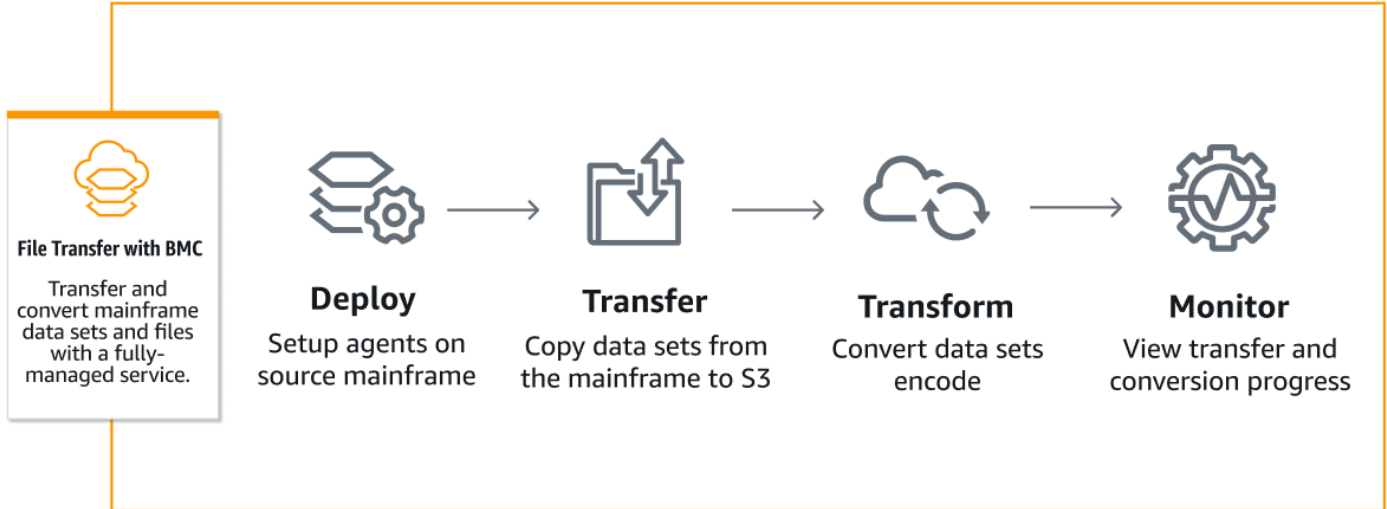 File Transfer with BMC
Transfer and
convert mainframe
data sets and files
with a fully-
managed service.
Deploy
Setup agents on
source mainframe
Transfer
Copy data sets from
the mainframe to S3
Transform
Convert data sets
encode
Monitor
View transfer and
conversion progress